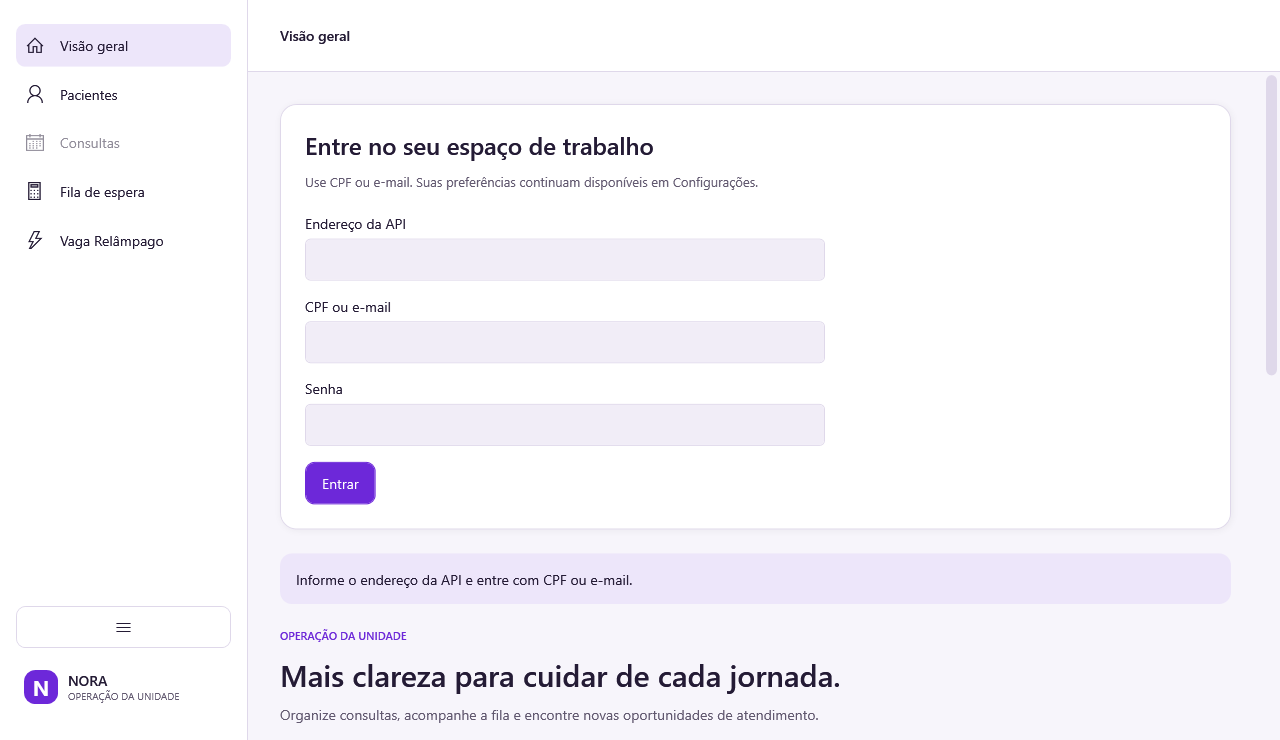 Visão geral
Pacientes
Consultas
Fila de espera
Vaga Relâmpago
N
NORA
OPERAÇÃO DA UNIDADE
Visão geral
Entre no seu espaço de trabalho
Use CPF ou e-mail. Suas preferências continuam disponíveis em Configurações.
Endereço da API
CPF ou e-mail
Senha
Entrar
Informe o endereço da API e entre com CPF ou e-mail.
OPERAÇÃO DA UNIDADE
Mais clareza para cuidar de cada jornada.
Organize consultas, acompanhe a fila e encontre novas oportunidades de atendimento.